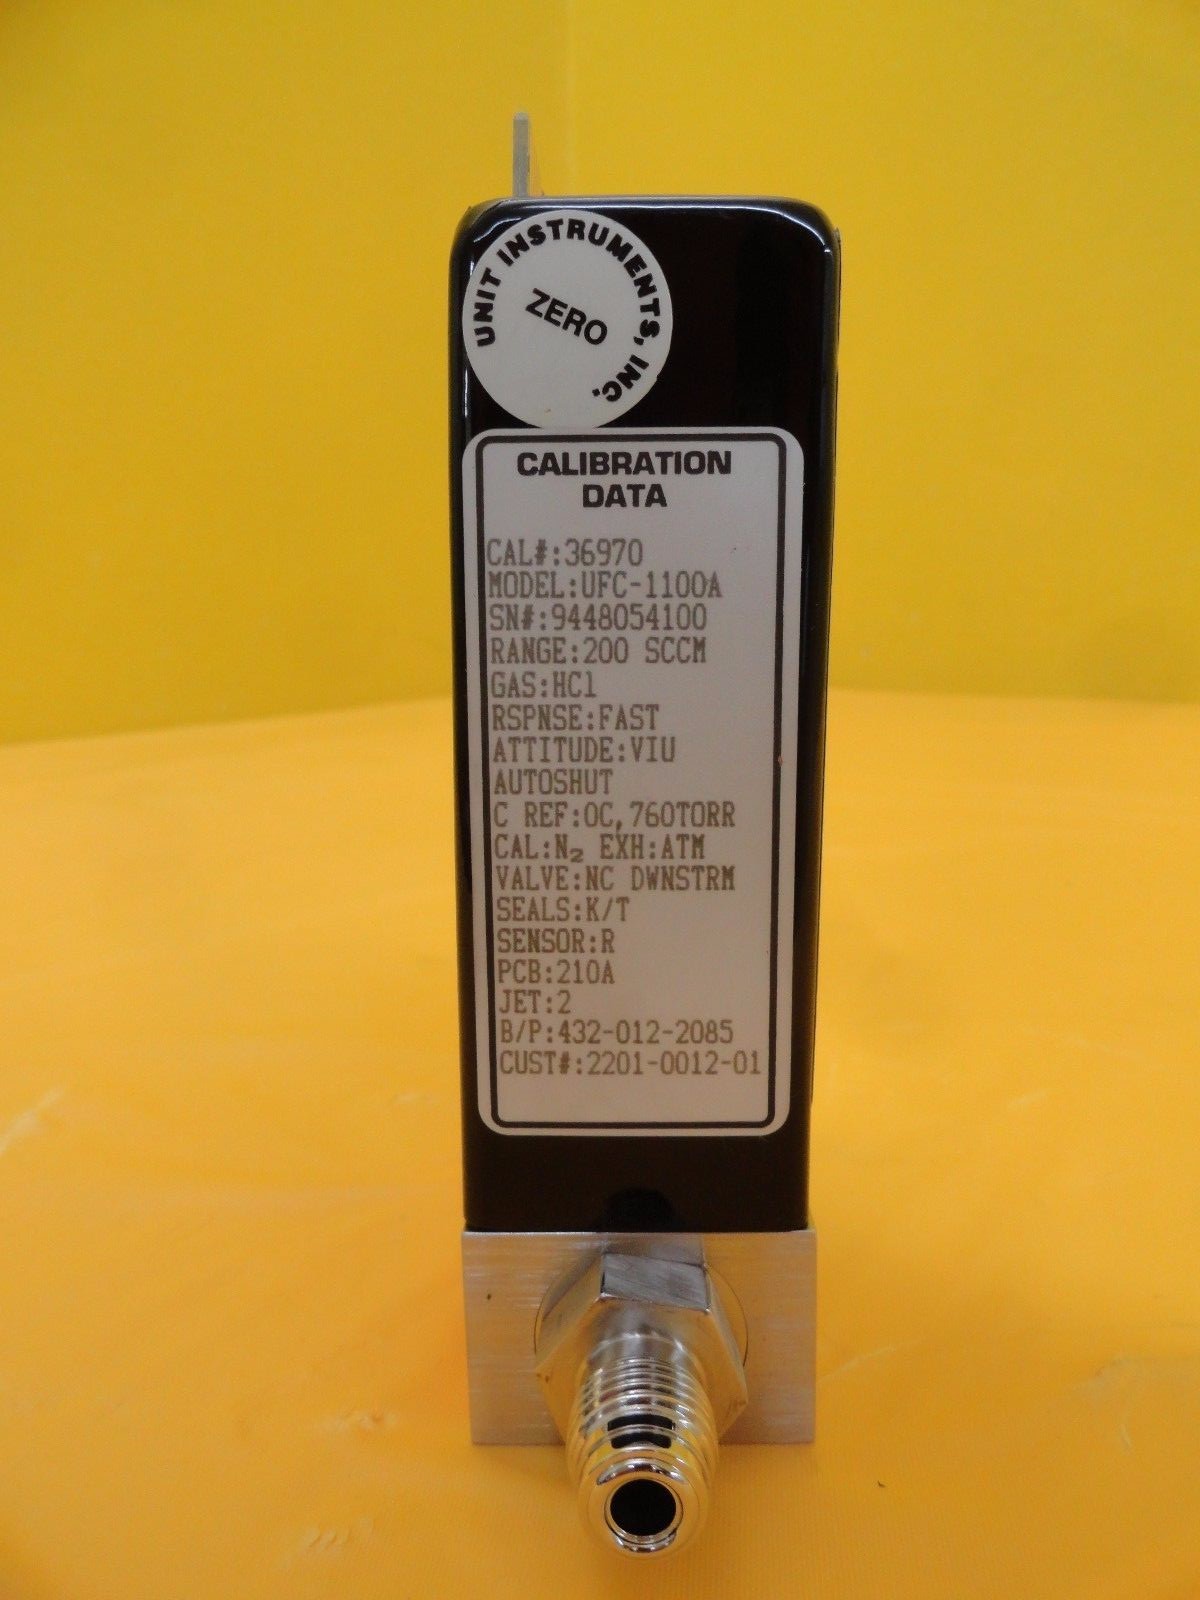 UNIT INSTRUMENTS, INC.
ZERO
CALIBRATION
DATA
CAL#:36970
MODEL:UFC-1100A
SN#:9448054100
RANGE:200 SCCM
GAS:HCl
RSPNSE:FAST
ATTITUDE:VIU
AUTOSHUT
C REF:0C,760TORR
CAL:N₂ EXH:ATM
VALVE:NC DWNSTRM
SEALS:K/T
SENSOR:R
PCB:210A
JET:2
B/P:432-012-2085
CUST#:2201-0012-01